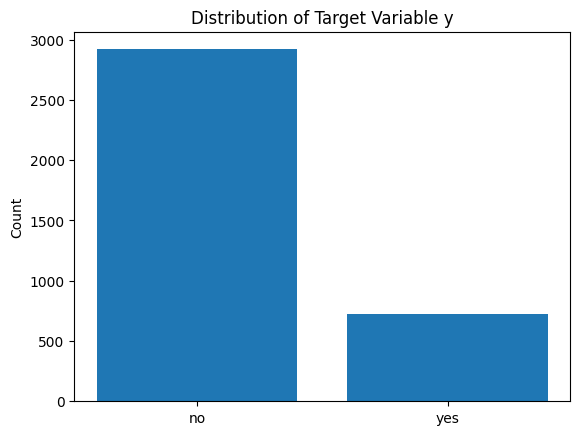 Distribution of Target Variable y
3000
2500
2000
1500
1000
500
0
Count
no yes